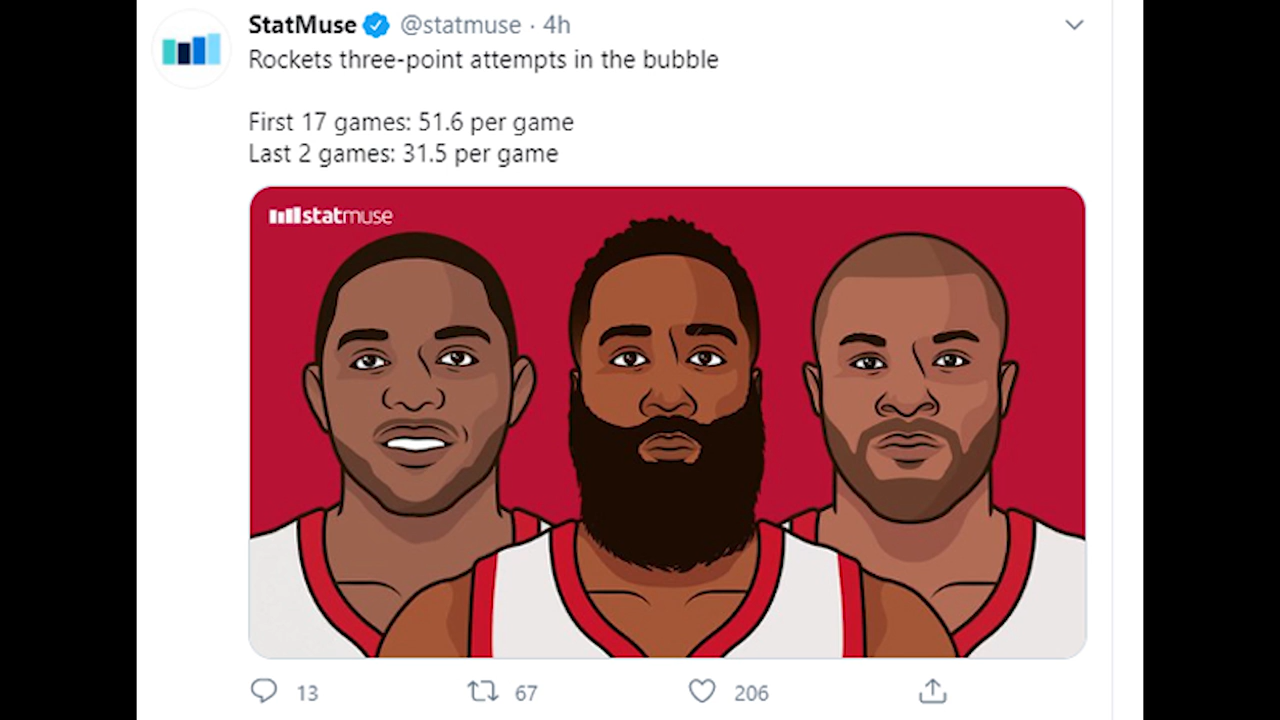 StatMuse @statmuse · 4h
Rockets three-point attempts in the bubble
First 17 games: 51.6 per game
Last 2 games: 31.5 per game
statmuse
13 67 206